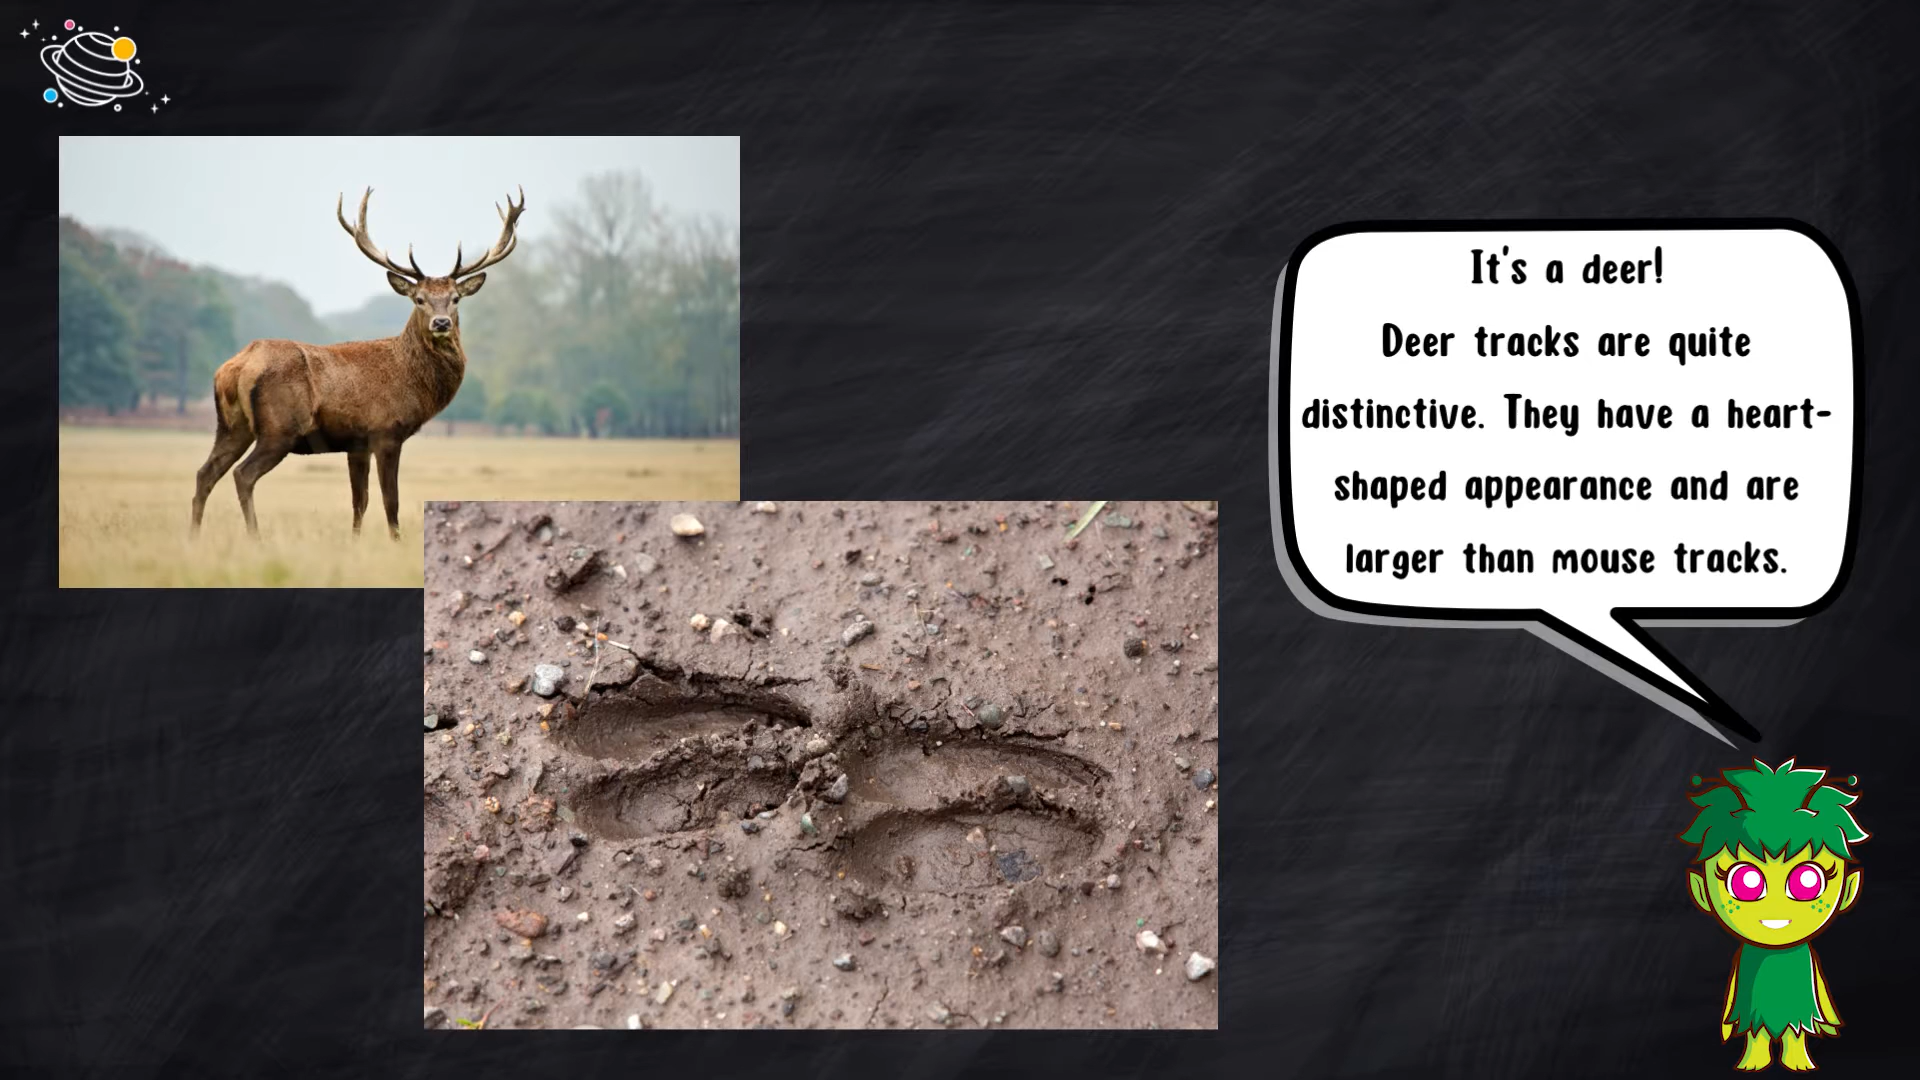 It's a deer!
Deer tracks are quite
distinctive. They have a heart-
shaped appearance and are
larger than mouse tracks.